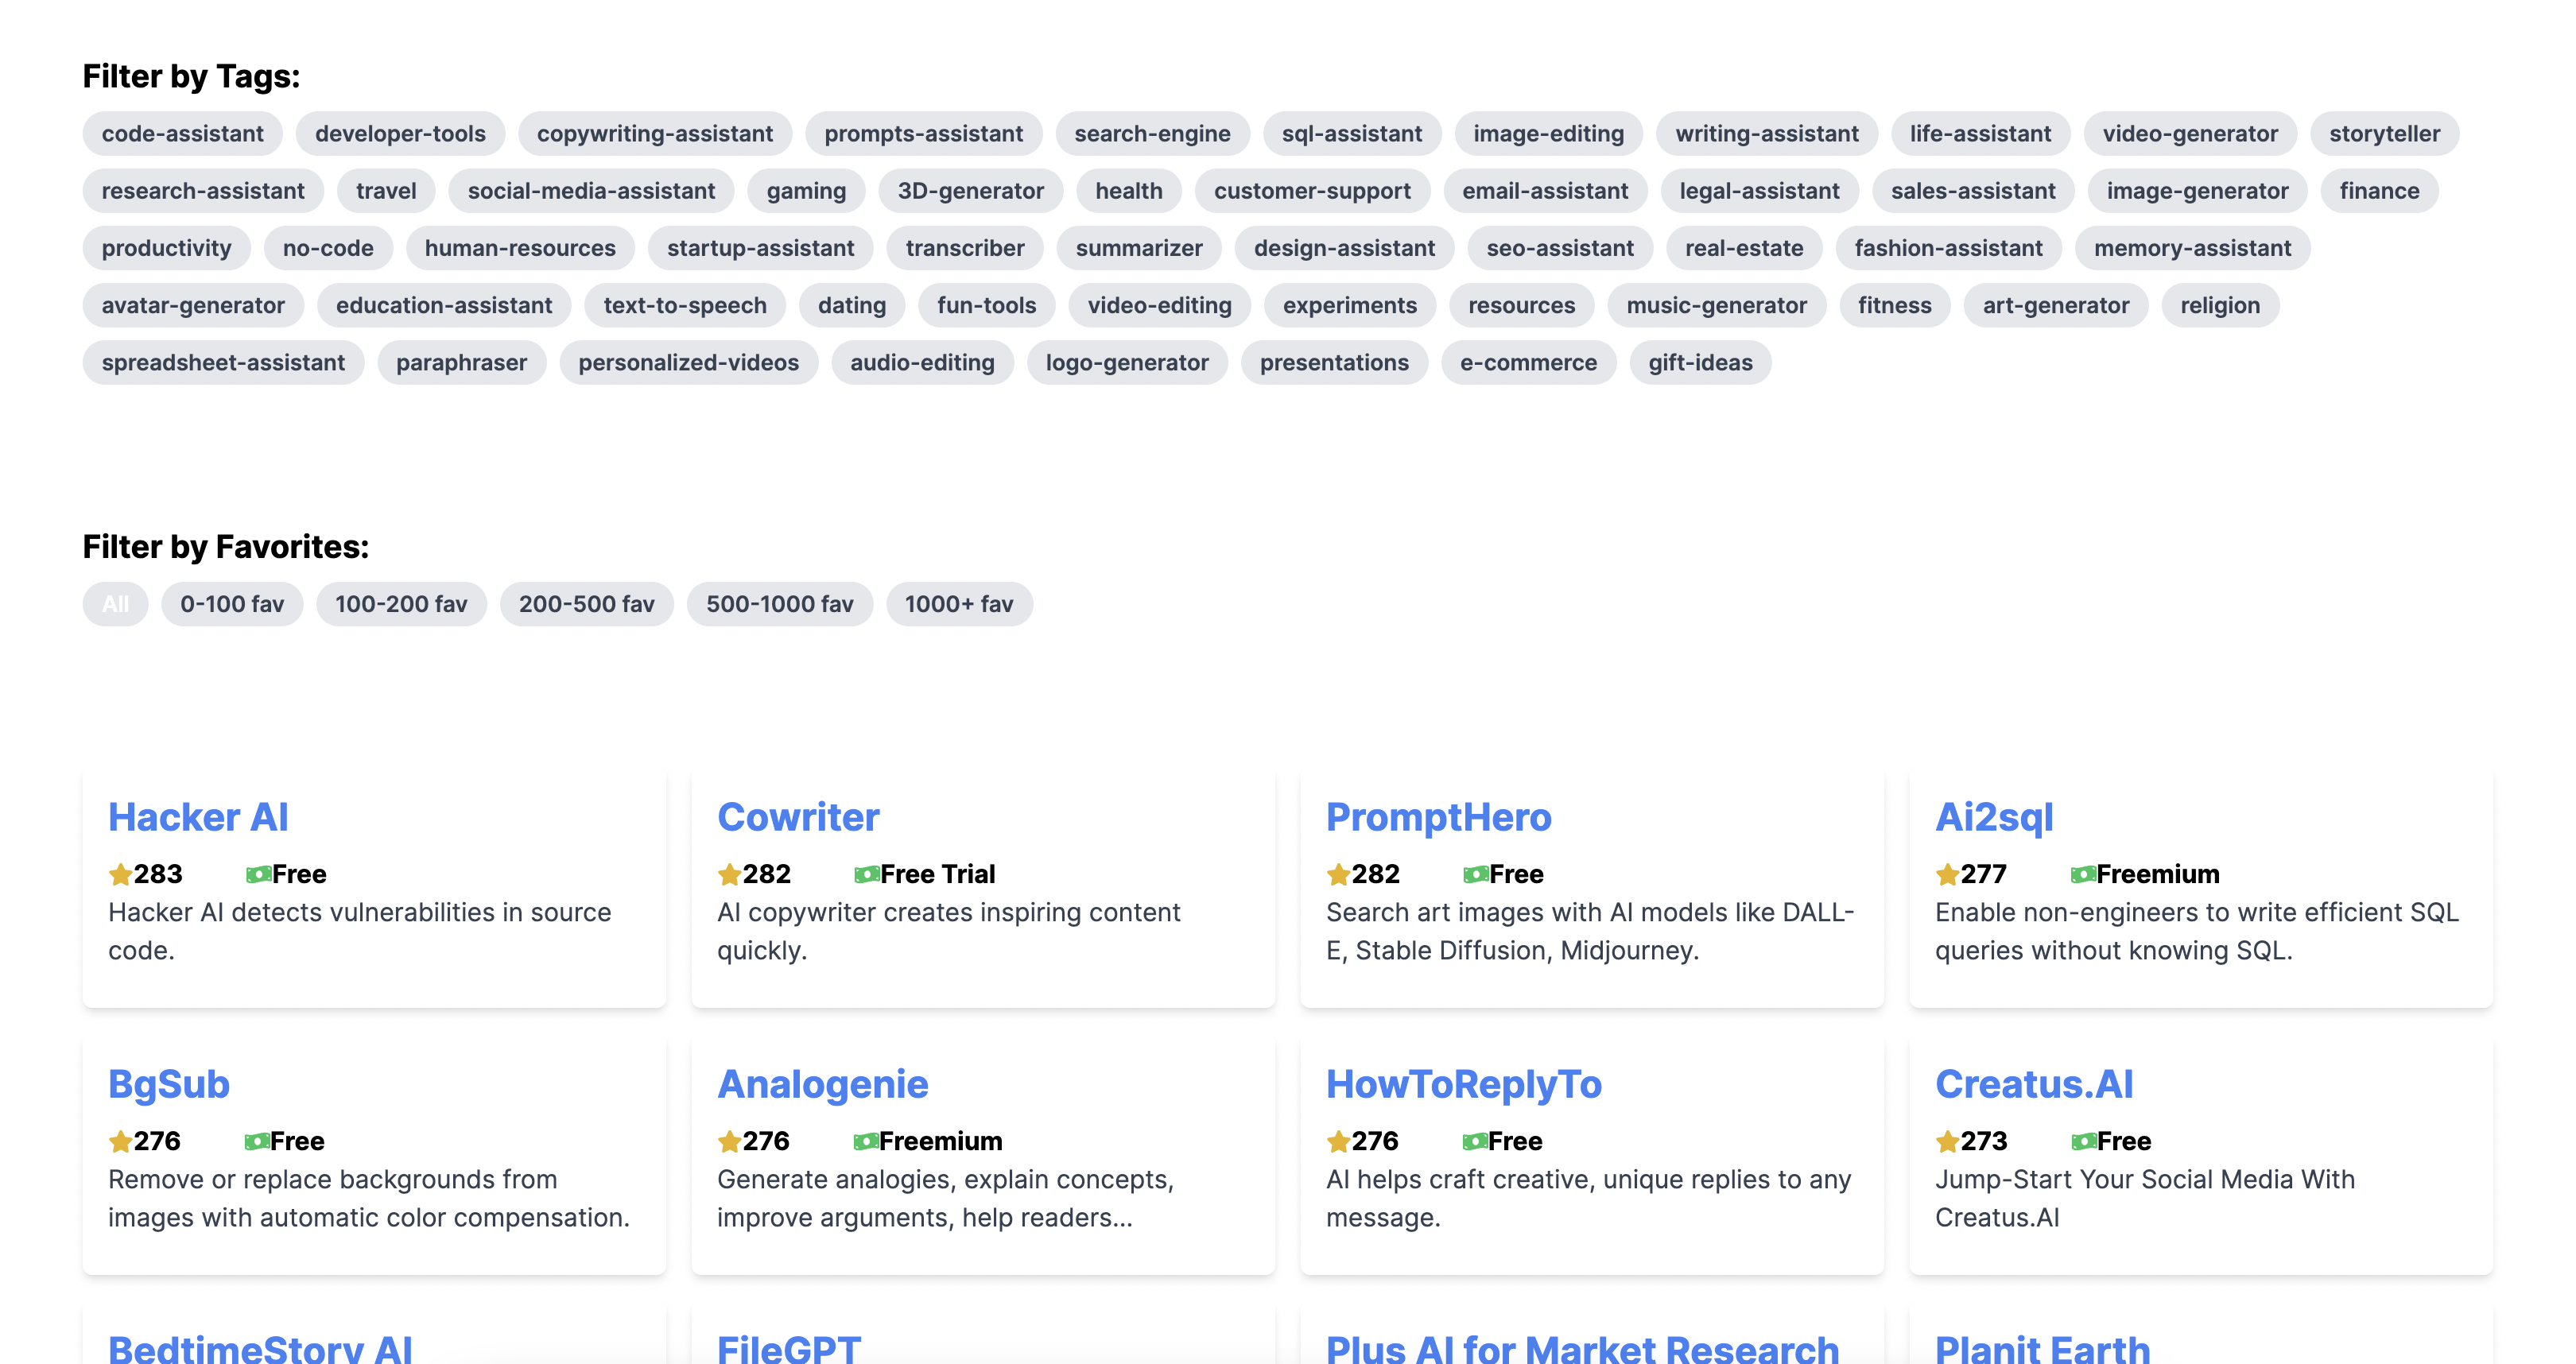 Filter by Tags:
code-assistant developer-tools copywriting-assistant prompts-assistant search-engine sql-assistant image-editing writing-assistant life-assistant video-generator storyteller
research-assistant travel social-media-assistant gaming 3D-generator health customer-support email-assistant legal-assistant sales-assistant image-generator finance
productivity no-code human-resources startup-assistant transcriber summarizer design-assistant seo-assistant real-estate fashion-assistant memory-assistant
avatar-generator education-assistant text-to-speech dating fun-tools video-editing experiments resources music-generator fitness art-generator religion
spreadsheet-assistant paraphraser personalized-videos audio-editing logo-generator presentations e-commerce gift-ideas
Filter by Favorites:
All 0-100 fav 100-200 fav 200-500 fav 500-1000 fav 1000+ fav
Hacker AI
283 Free
Hacker AI detects vulnerabilities in source
code.
Cowriter
282 Free Trial
AI copywriter creates inspiring content
quickly.
PromptHero
282 Free
Search art images with AI models like DALL-
E, Stable Diffusion, Midjourney.
Ai2sql
277 Freemium
Enable non-engineers to write efficient SQL
queries without knowing SQL.
BgSub
276 Free
Remove or replace backgrounds from
images with automatic color compensation.
Analogenie
276 Freemium
Generate analogies, explain concepts,
improve arguments, help readers...
HowToReplyTo
276 Free
AI helps craft creative, unique replies to any
message.
Creatus.AI
273 Free
Jump-Start Your Social Media With
Creatus.AI
BedtimeStory AI
FileGPT
Plus AI for Market Research
Planit Earth